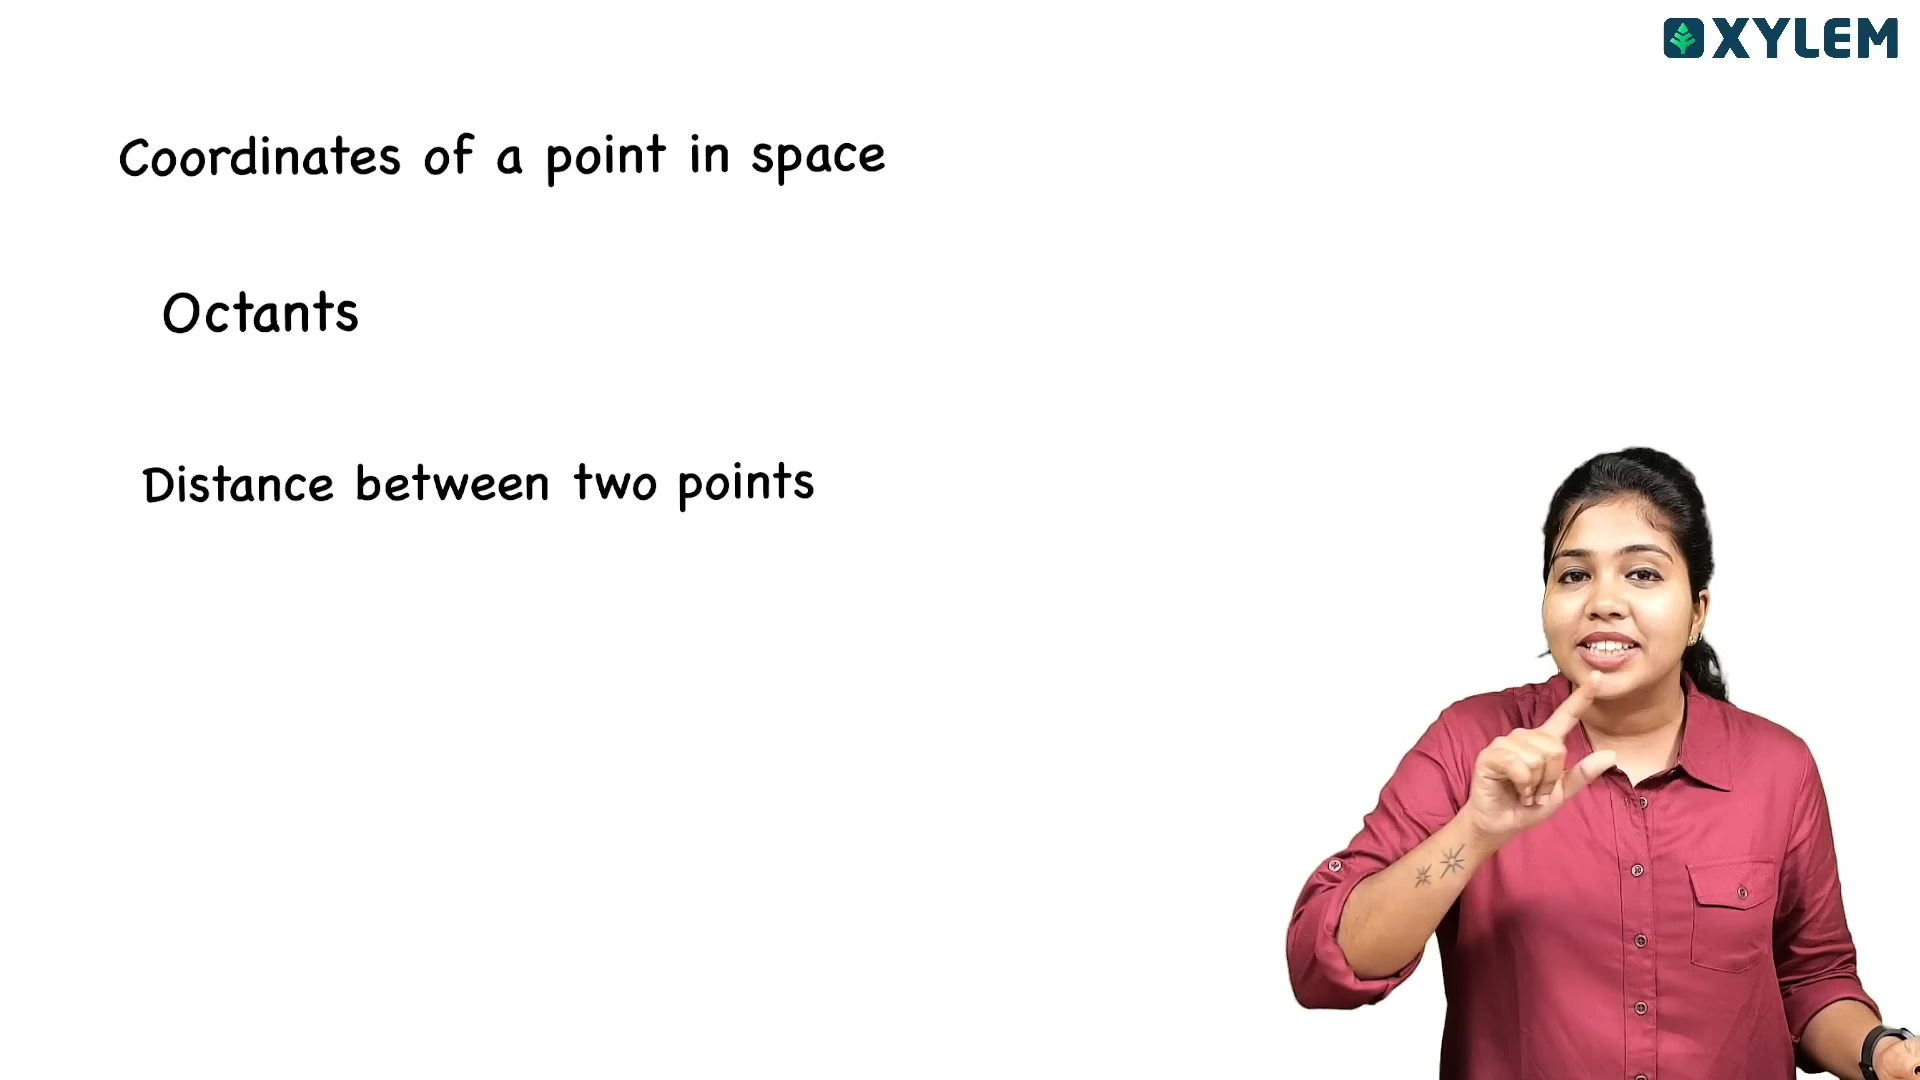 XYLEM
Coordinates of a point in space
Octants
Distance between two points